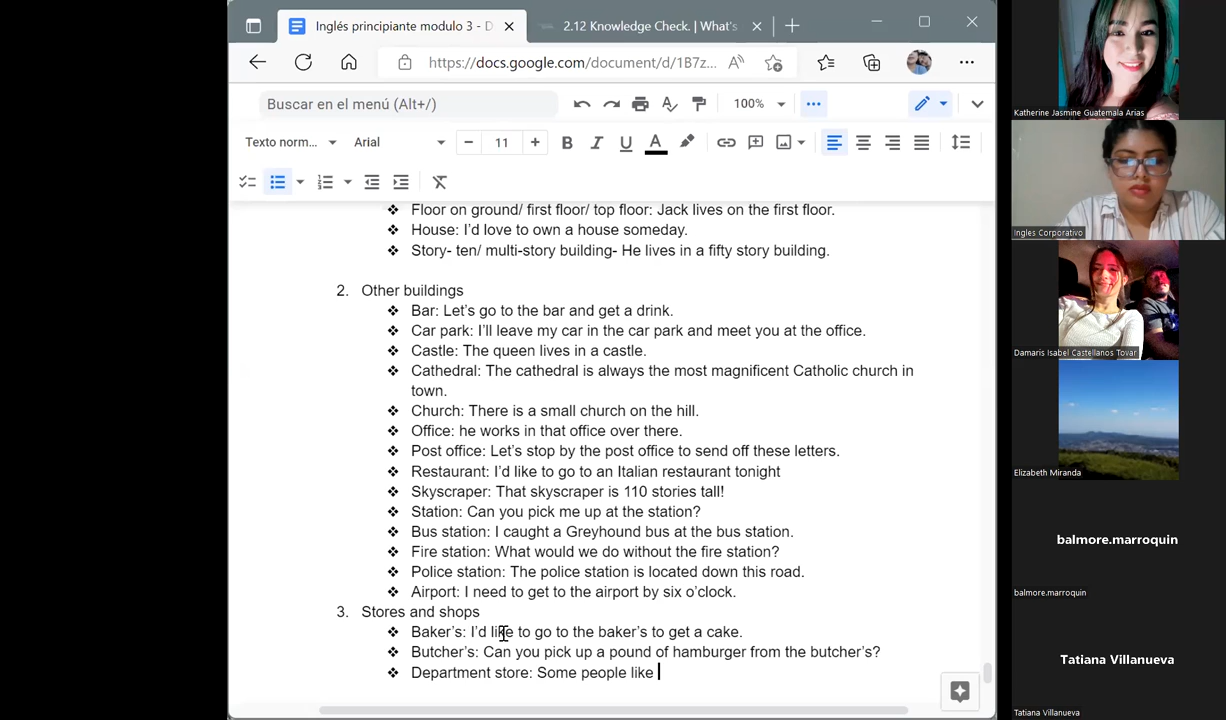 Inglés principiante modulo 3 - D
2.12 Knowledge Check. | What's
https://docs.google.com/document/d/1B7z...
Buscar en el menú (Alt+/)
100%
Texto norm...
Arial
11
Floor on ground/ first floor/ top floor: Jack lives on the first floor.
House: I'd love to own a house someday.
Story- ten/ multi-story building- He lives in a fifty story building.
2. Other buildings
Bar: Let's go to the bar and get a drink.
Car park: I'll leave my car in the car park and meet you at the office.
Castle: The queen lives in a castle.
Cathedral: The cathedral is always the most magnificent Catholic church in
town.
Church: There is a small church on the hill.
Office: he works in that office over there.
Post office: Let's stop by the post office to send off these letters.
Restaurant: I'd like to go to an Italian restaurant tonight
Skyscraper: That skyscraper is 110 stories tall!
Station: Can you pick me up at the station?
Bus station: I caught a Greyhound bus at the bus station.
Fire station: What would we do without the fire station?
Police station: The police station is located down this road.
Airport: I need to get to the airport by six o'clock.
3. Stores and shops
Baker's: I'd like to go to the baker's to get a cake.
Butcher's: Can you pick up a pound of hamburger from the butcher's?
Department store: Some people like
Katherine Jasmine Guatemala Arias
Ingles Corporativo
Damaris Isabel Castellanos Tovar
Elizabeth Miranda
balmore.marroquin
balmore.marroquin
Tatiana Villanueva
Tatiana Villanueva